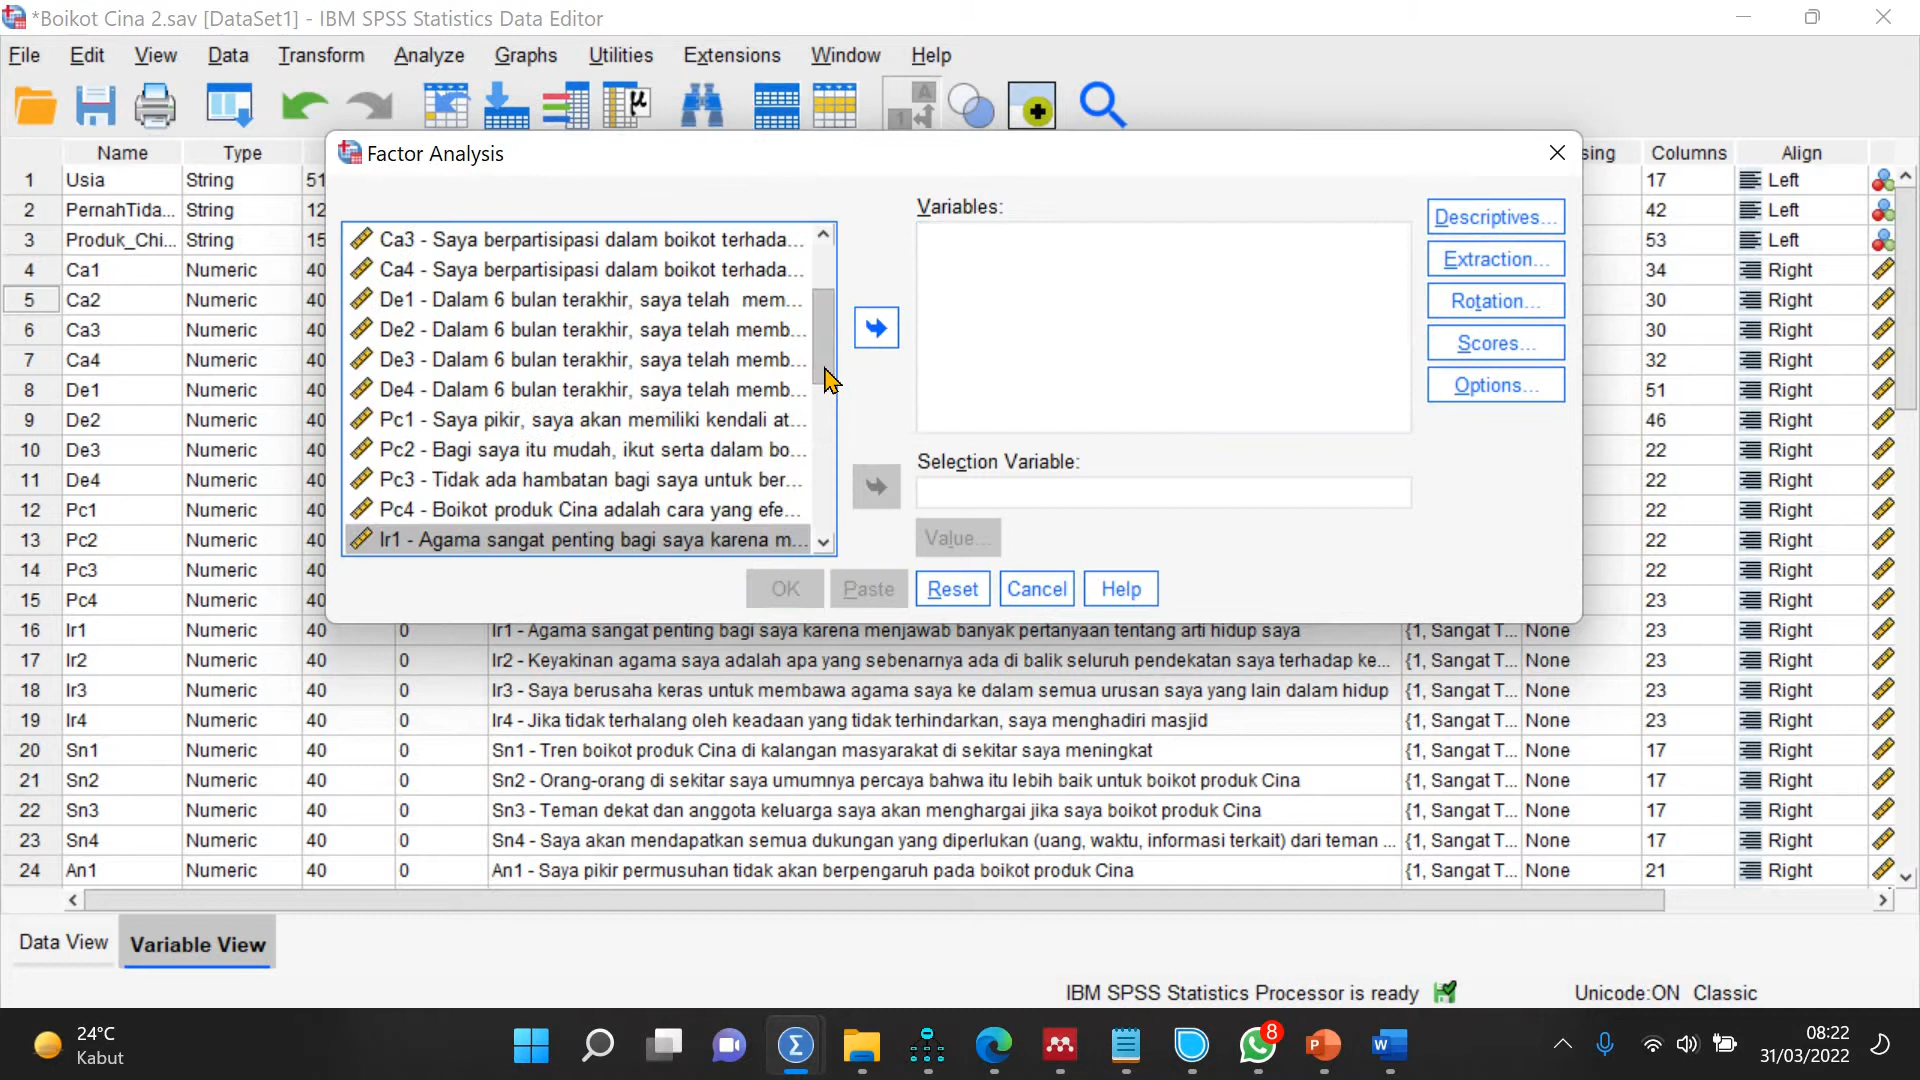 *Boikot Cina 2.sav [DataSet1] - IBM SPSS Statistics Data Editor
File Edit View Data Transform Analyze Graphs Utilities Extensions Window Help
Name Type sing Columns Align
Factor Analysis
1 Usia String 51 17 Left
2 PernahTida... String 12 42 Left
3 Produk_Chi... String 15 53 Left
4 Ca1 Numeric 40 34 Right
5 Ca2 Numeric 40 30 Right
6 Ca3 Numeric 40 30 Right
7 Ca4 Numeric 40 32 Right
8 De1 Numeric 40 51 Right
9 De2 Numeric 40 46 Right
10 De3 Numeric 40 22 Right
11 De4 Numeric 40 22 Right
12 Pc1 Numeric 40 22 Right
13 Pc2 Numeric 40 22 Right
14 Pc3 Numeric 40 22 Right
15 Pc4 Numeric 40 23 Right
Ca3 - Saya berpartisipasi dalam boikot terhada...
Ca4 - Saya berpartisipasi dalam boikot terhada...
De1 - Dalam 6 bulan terakhir, saya telah mem...
De2 - Dalam 6 bulan terakhir, saya telah memb...
De3 - Dalam 6 bulan terakhir, saya telah memb...
De4 - Dalam 6 bulan terakhir, saya telah memb...
Pc1 - Saya pikir, saya akan memiliki kendali at...
Pc2 - Bagi saya itu mudah, ikut serta dalam bo...
Pc3 - Tidak ada hambatan bagi saya untuk ber...
Pc4 - Boikot produk Cina adalah cara yang efe...
Ir1 - Agama sangat penting bagi saya karena m...
Variables:
Selection Variable:
Value...
Descriptives...
Extraction...
Rotation...
Scores...
Options...
OK Paste Reset Cancel Help
16 Ir1 Numeric 40 0 Ir1 - Agama sangat penting bagi saya karena menjawab banyak pertanyaan tentang arti hidup saya {1, Sangat T... None 23 Right
17 Ir2 Numeric 40 0 Ir2 - Keyakinan agama saya adalah apa yang sebenarnya ada di balik seluruh pendekatan saya terhadap ke... {1, Sangat T... None 23 Right
18 Ir3 Numeric 40 0 Ir3 - Saya berusaha keras untuk membawa agama saya ke dalam semua urusan saya yang lain dalam hidup {1, Sangat T... None 23 Right
19 Ir4 Numeric 40 0 Ir4 - Jika tidak terhalang oleh keadaan yang tidak terhindarkan, saya menghadiri masjid {1, Sangat T... None 23 Right
20 Sn1 Numeric 40 0 Sn1 - Tren boikot produk Cina di kalangan masyarakat di sekitar saya meningkat {1, Sangat T... None 17 Right
21 Sn2 Numeric 40 0 Sn2 - Orang-orang di sekitar saya umumnya percaya bahwa itu lebih baik untuk boikot produk Cina {1, Sangat T... None 17 Right
22 Sn3 Numeric 40 0 Sn3 - Teman dekat dan anggota keluarga saya akan menghargai jika saya boikot produk Cina {1, Sangat T... None 17 Right
23 Sn4 Numeric 40 0 Sn4 - Saya akan mendapatkan semua dukungan yang diperlukan (uang, waktu, informasi terkait) dari teman ... {1, Sangat T... None 17 Right
24 An1 Numeric 40 0 An1 - Saya pikir permusuhan tidak akan berpengaruh pada boikot produk Cina {1, Sangat T... None 21 Right
Data View Variable View
IBM SPSS Statistics Processor is ready Unicode:ON Classic
24°C
Kabut
8
08:22
31/03/2022